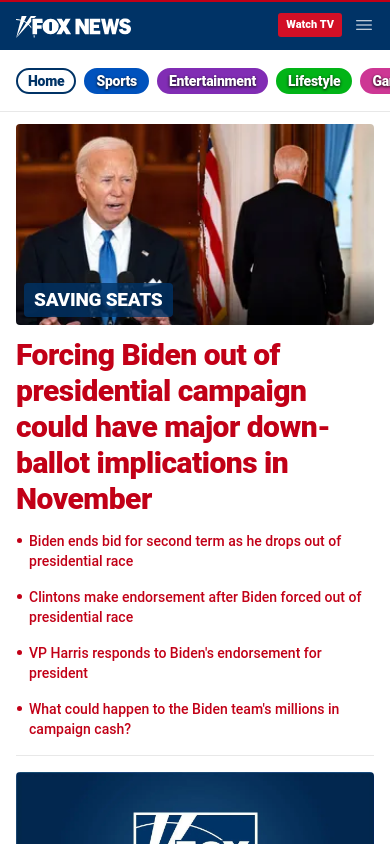 FOX NEWS
Watch TV
Home
Sports
Entertainment
Lifestyle
SAVING SEATS
Forcing Biden out of
presidential campaign
could have major down-
ballot implications in
November
• Biden ends bid for second term as he drops out of
presidential race
• Clintons make endorsement after Biden forced out of
presidential race
• VP Harris responds to Biden's endorsement for
president
• What could happen to the Biden team's millions in
campaign cash?
FOX